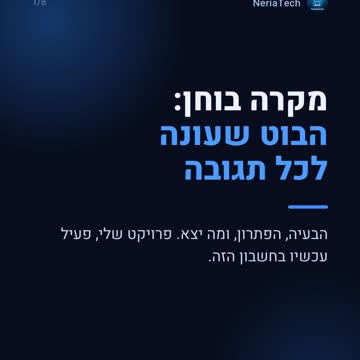 1/8
NeriaTech
מקרה בוחן:
הבוט שעונה
לכל תגובה
הבעיה, הפתרון, ומה יצא. פרויקט שלי, פעיל
עכשיו בחשבון הזה.